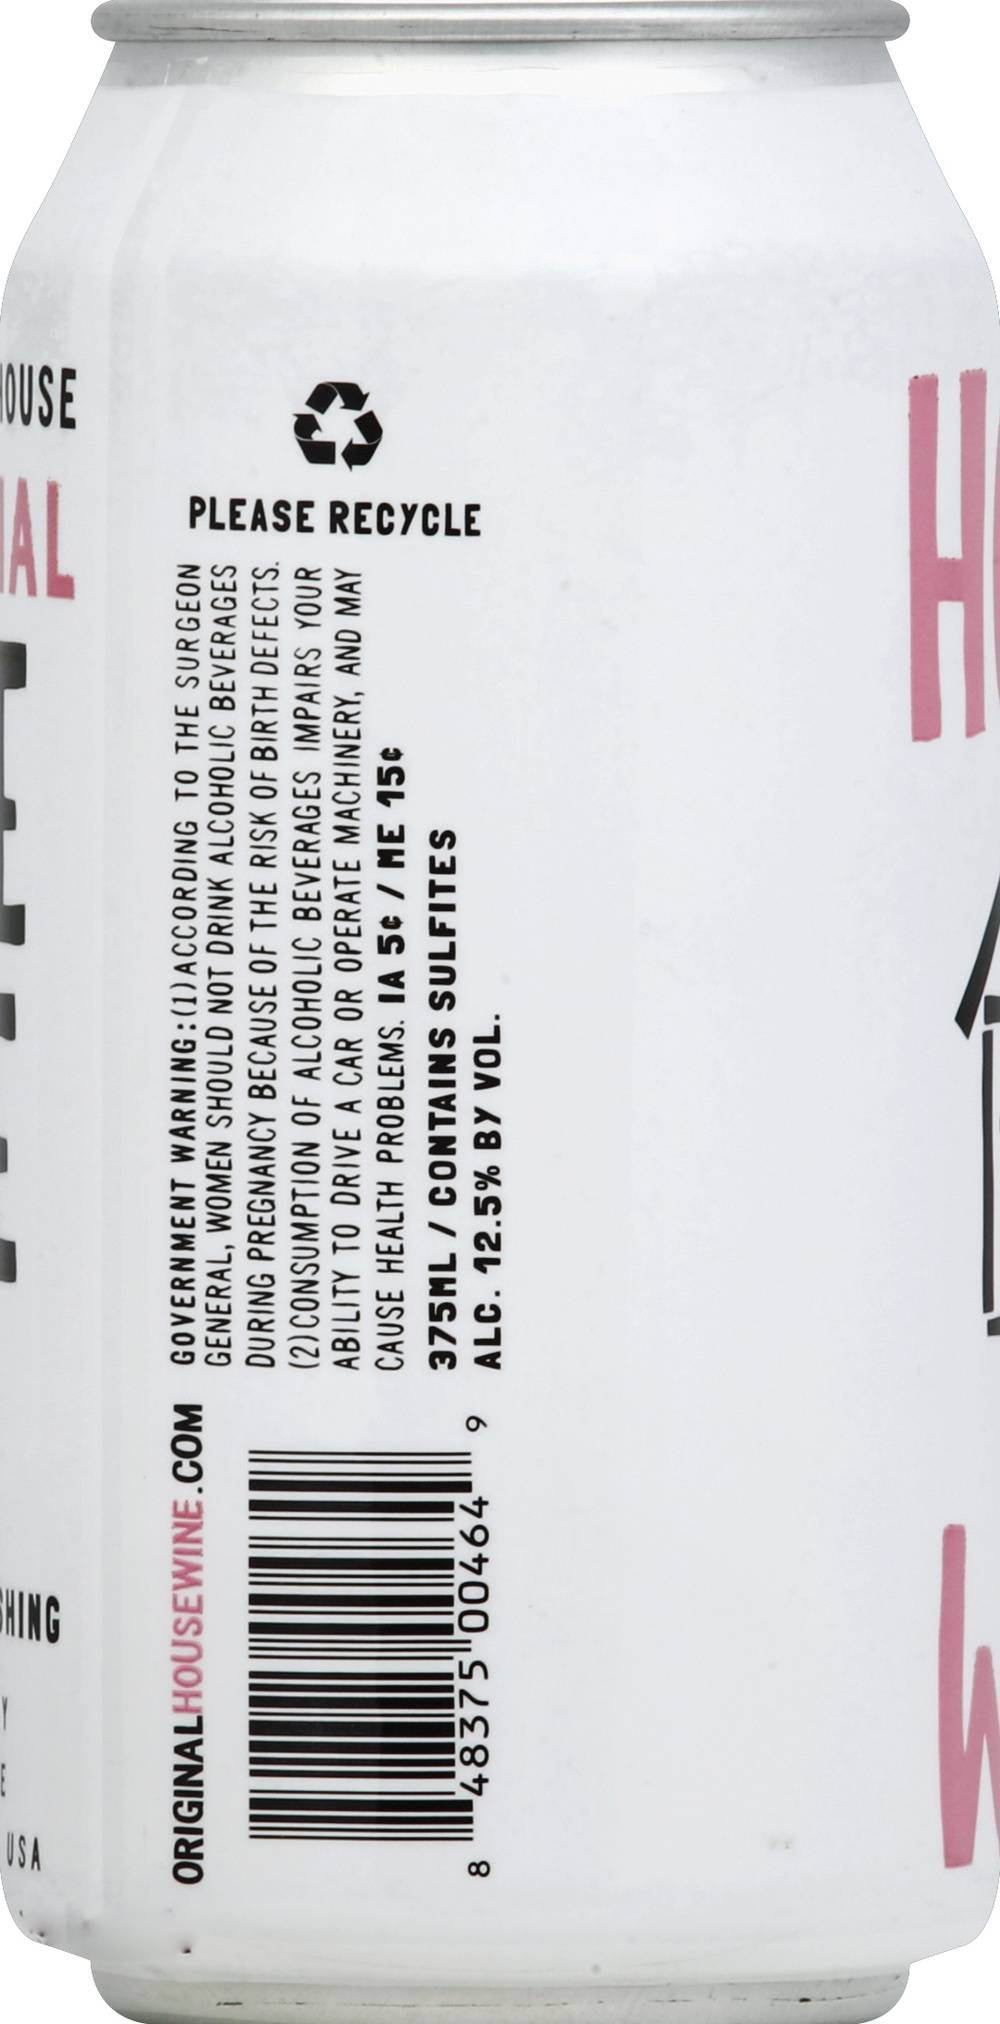 PLEASE RECYCLE
GOVERNMENT WARNING:(1)ACCORDING TO THE SURGEON
GENERAL, WOMEN SHOULD NOT DRINK ALCOHOLIC BEVERAGES
DURING PREGNANCY BECAUSE OF THE RISK OF BIRTH DEFECTS.
(2)CONSUMPTION OF ALCOHOLIC BEVERAGES IMPAIRS YOUR
ABILITY TO DRIVE A CAR OR OPERATE MACHINERY, AND MAY
CAUSE HEALTH PROBLEMS. IA 5¢ / ME 15¢
375ML / CONTAINS SULFITES
ALC. 12.5% BY VOL.
ORIGINALHOUSEWINE.COM
8 48375 00464 9
USA